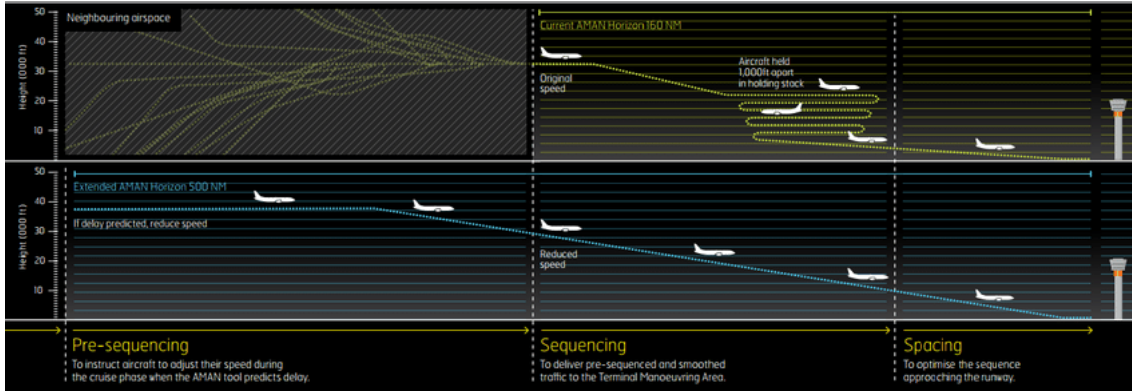 50
40
30
20
10
Height (000 ft)
Neighbouring airspace
Current AMAN Horizon 160 NM
Original
speed
Aircraft held
1,000ft apart
in holding stack
50
40
30
20
10
Height (000 ft)
Extended AMAN Horizon 500 NM
If delay predicted, reduce speed
Reduced
speed
Pre-sequencing
To instruct aircraft to adjust their speed during
the cruise phase when the AMAN tool predicts delay.
Sequencing
To deliver pre-sequenced and smoothed
traffic to the Terminal Manoeuvring Area.
Spacing
To optimise the sequence
approaching the runway.